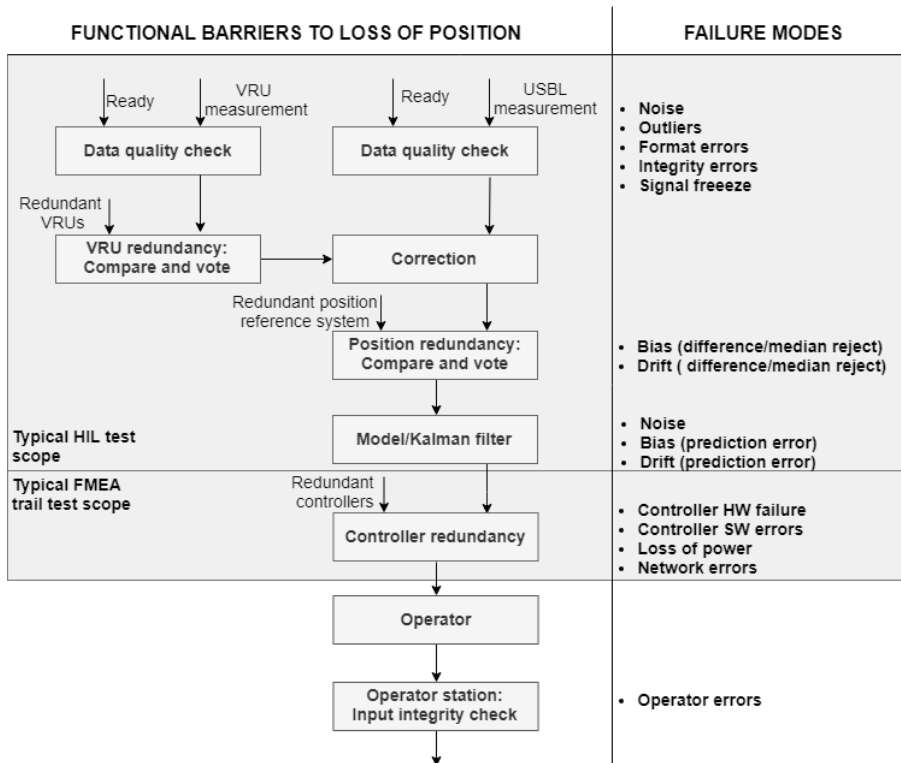 FUNCTIONAL BARRIERS TO LOSS OF POSITION
FAILURE MODES
Ready
VRU
measurement
Ready
USBL
measurement
Data quality check
Data quality check
• Noise
• Outliers
• Format errors
• Integrity errors
• Signal freeeze
Redundant
VRUs
VRU redundancy:
Compare and vote
Correction
Redundant position
reference system
Position redundancy:
Compare and vote
• Bias (difference/median reject)
• Drift ( difference/median reject)
Model/Kalman filter
• Noise
• Bias (prediction error)
• Drift (prediction error)
Typical HIL test
scope
Typical FMEA
trail test scope
Redundant
controllers
Controller redundancy
• Controller HW failure
• Controller SW errors
• Loss of power
• Network errors
Operator
Operator station:
Input integrity check
• Operator errors